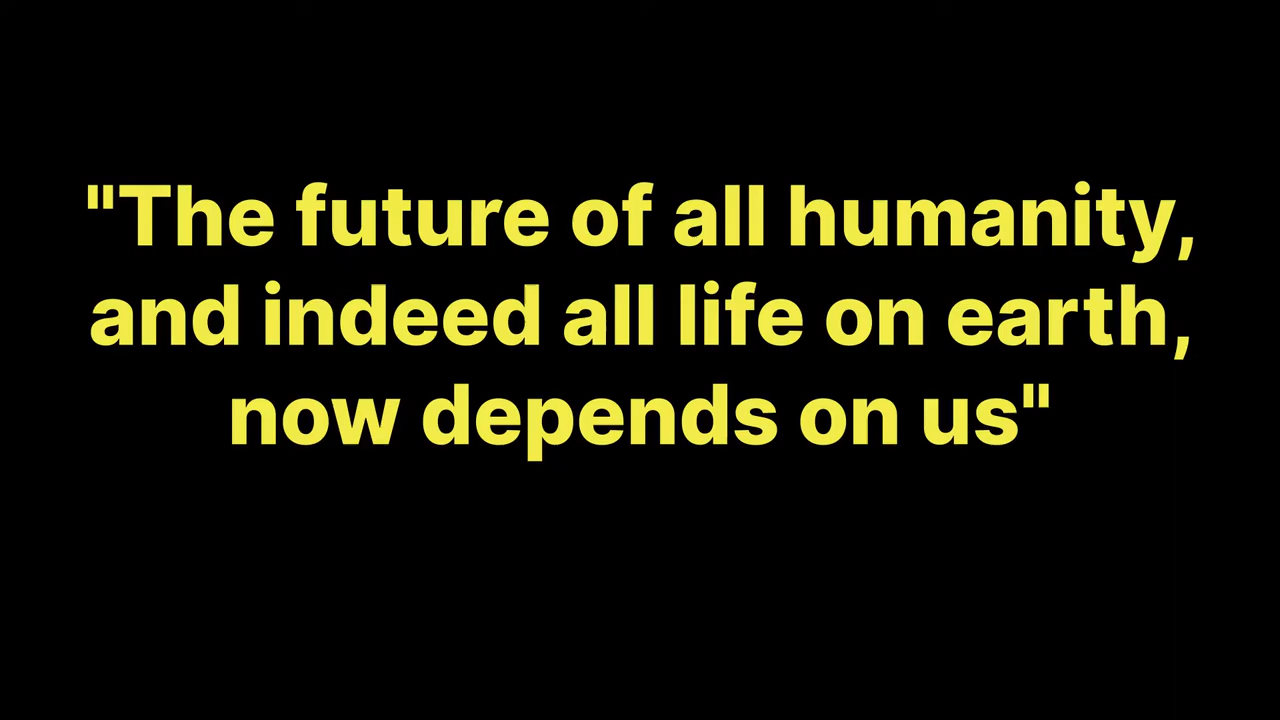 "The future of all humanity,
and indeed all life on earth,
now depends on us"